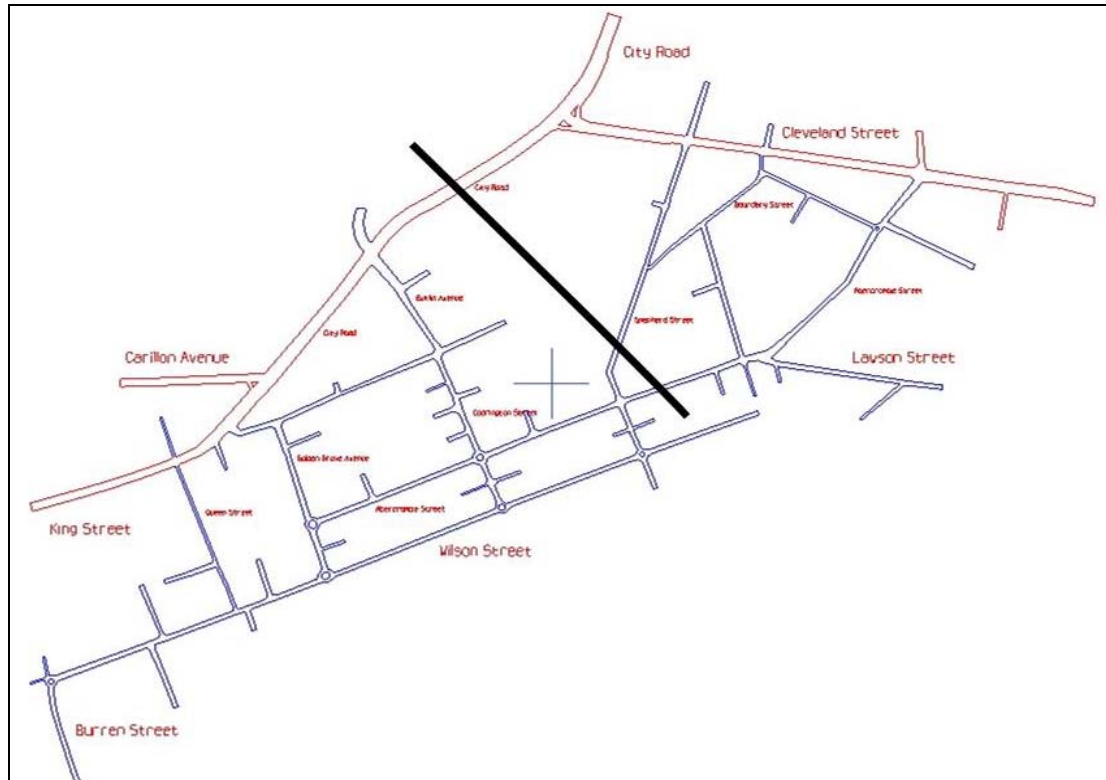 City Road
Cleveland Street
City Road
Boundary Street
Abercrombie Street
City Road
Shepherd Street
Carillon Avenue
Lawson Street
Codrington Street
Golden Grove Avenue
Queen Street
Abercrombie Street
King Street
Wilson Street
Burren Street